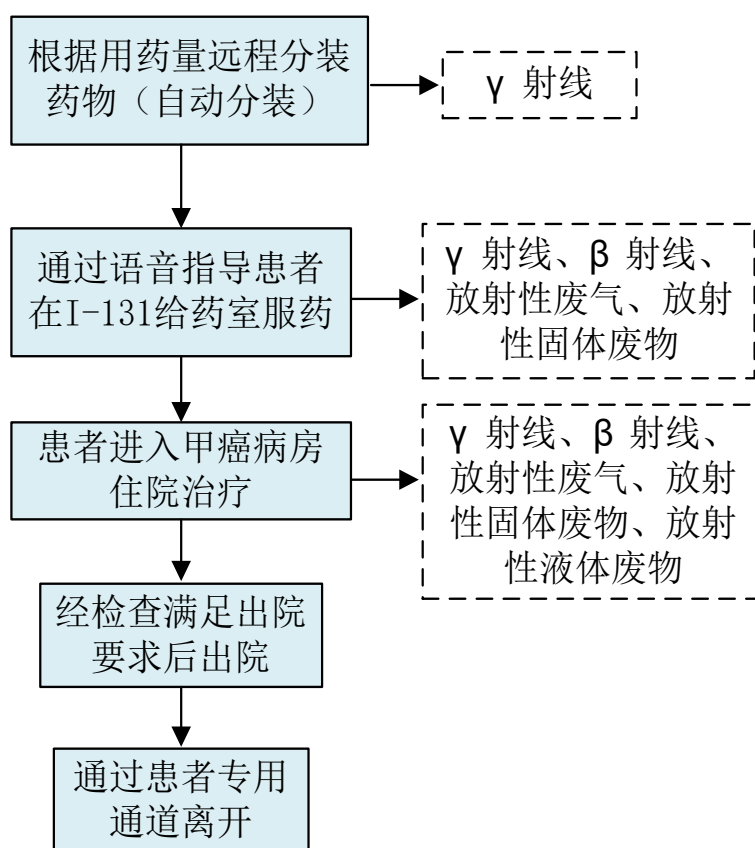 根据用药量远程分装
药物（自动分装）
γ 射线
通过语音指导患者
在I-131给药室服药
γ 射线、β 射线、
放射性废气、放射
性固体废物
患者进入甲癌病房
住院治疗
γ 射线、β 射线、
放射性废气、放射
性固体废物、放射
性液体废物
经检查满足出院
要求后出院
通过患者专用
通道离开